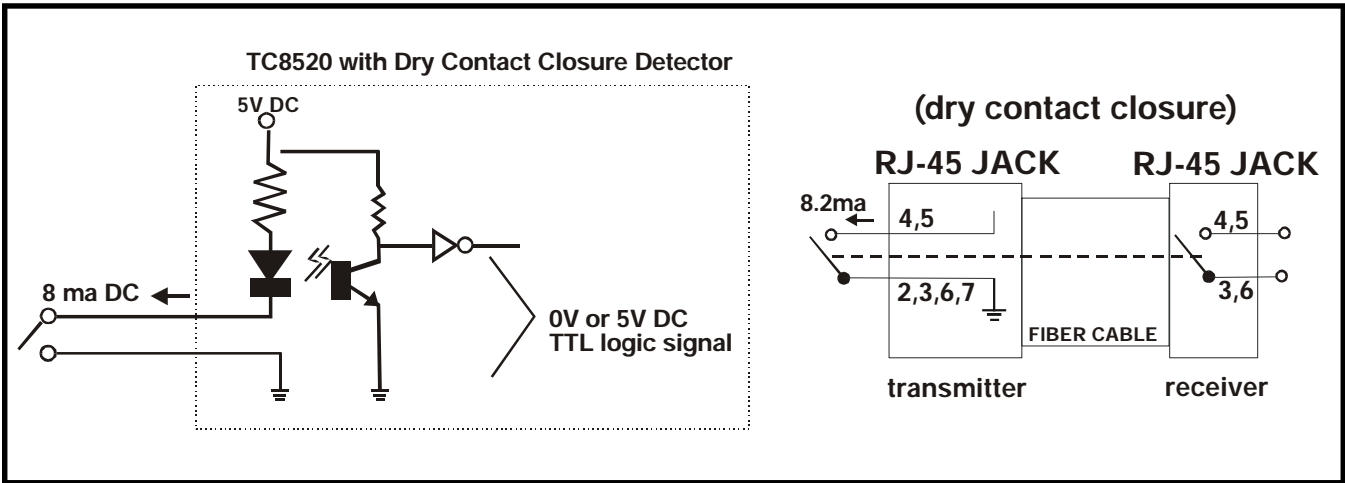 TC8520 with Dry Contact Closure Detector
5V DC
8 ma DC
0V or 5V DC
TTL logic signal
(dry contact closure)
RJ-45 JACK
RJ-45 JACK
8.2ma
4,5
4,5
2,3,6,7
3,6
FIBER CABLE
transmitter
receiver